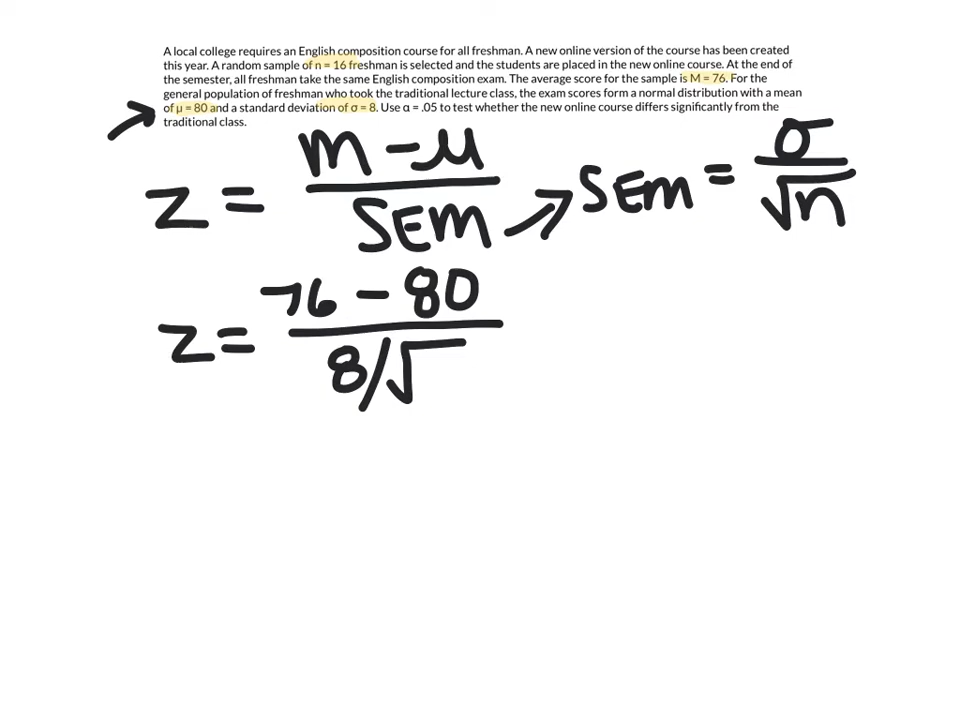 A local college requires an English composition course for all freshman. A new online version of the course has been created
this year. A random sample of n = 16 freshman is selected and the students are placed in the new online course. At the end of
the semester, all freshman take the same English composition exam. The average score for the sample is M = 76. For the
general population of freshman who took the traditional lecture class, the exam scores form a normal distribution with a mean
of μ = 80 and a standard deviation of σ = 8. Use α = .05 to test whether the new online course differs significantly from the
traditional class.
z = m - μ / SEM → SEM = σ / √n
z = 76 - 80 / 8/√